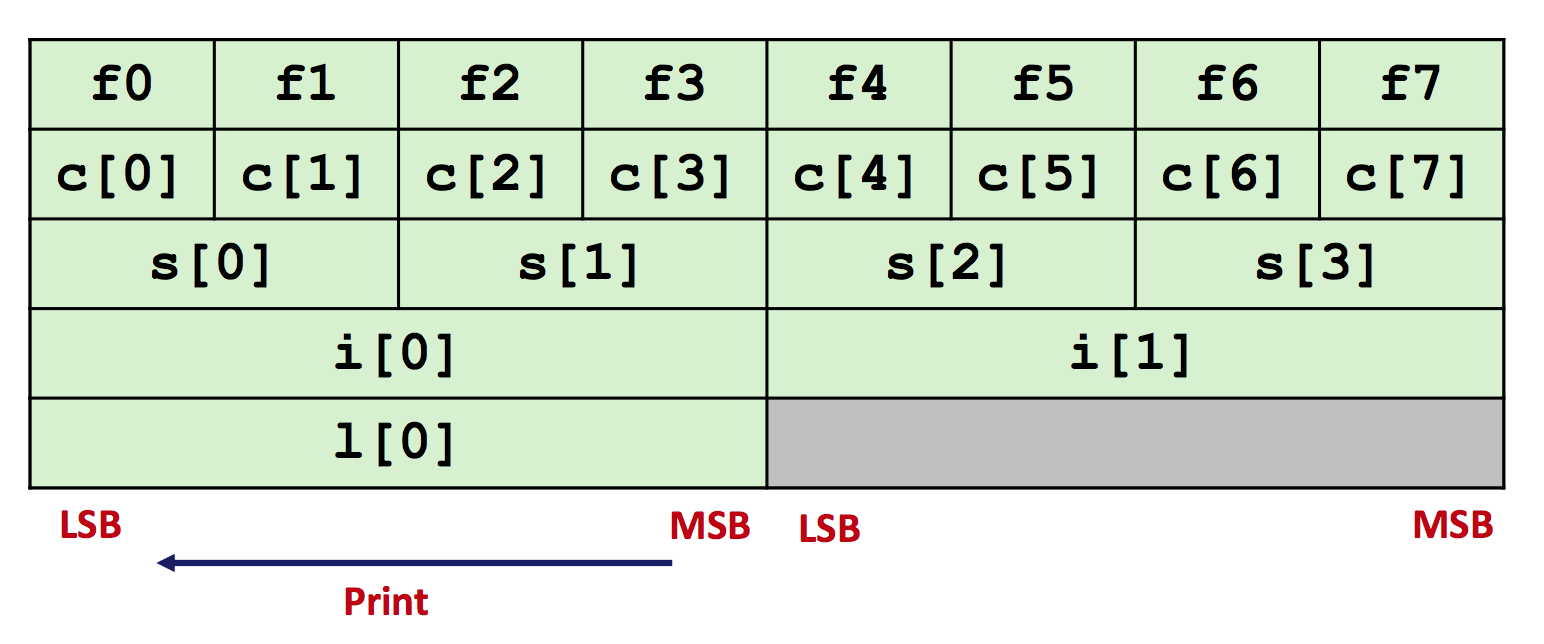 f0 f1 f2 f3 f4 f5 f6 f7
c[0] c[1] c[2] c[3] c[4] c[5] c[6] c[7]
s[0] s[1] s[2] s[3]
i[0] i[1]
l[0]
LSB MSB LSB MSB
Print